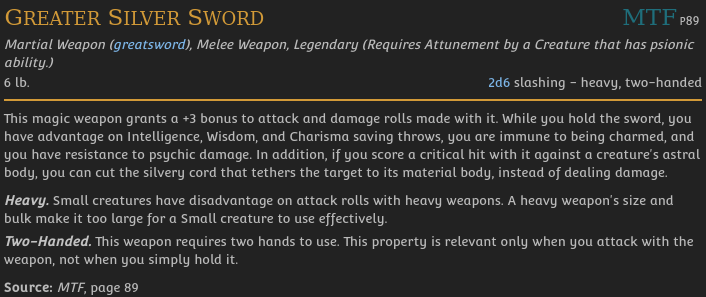 GREATER SILVER SWORD MTF P89
Martial Weapon (greatsword), Melee Weapon, Legendary (Requires Attunement by a Creature that has psionic
ability.)
6 lb. 2d6 slashing - heavy, two-handed
This magic weapon grants a +3 bonus to attack and damage rolls made with it. While you hold the sword, you
have advantage on Intelligence, Wisdom, and Charisma saving throws, you are immune to being charmed, and
you have resistance to psychic damage. In addition, if you score a critical hit with it against a creature's astral
body, you can cut the silvery cord that tethers the target to its material body, instead of dealing damage.
Heavy. Small creatures have disadvantage on attack rolls with heavy weapons. A heavy weapon's size and
bulk make it too large for a Small creature to use effectively.
Two-Handed. This weapon requires two hands to use. This property is relevant only when you attack with the
weapon, not when you simply hold it.
Source: MTF, page 89